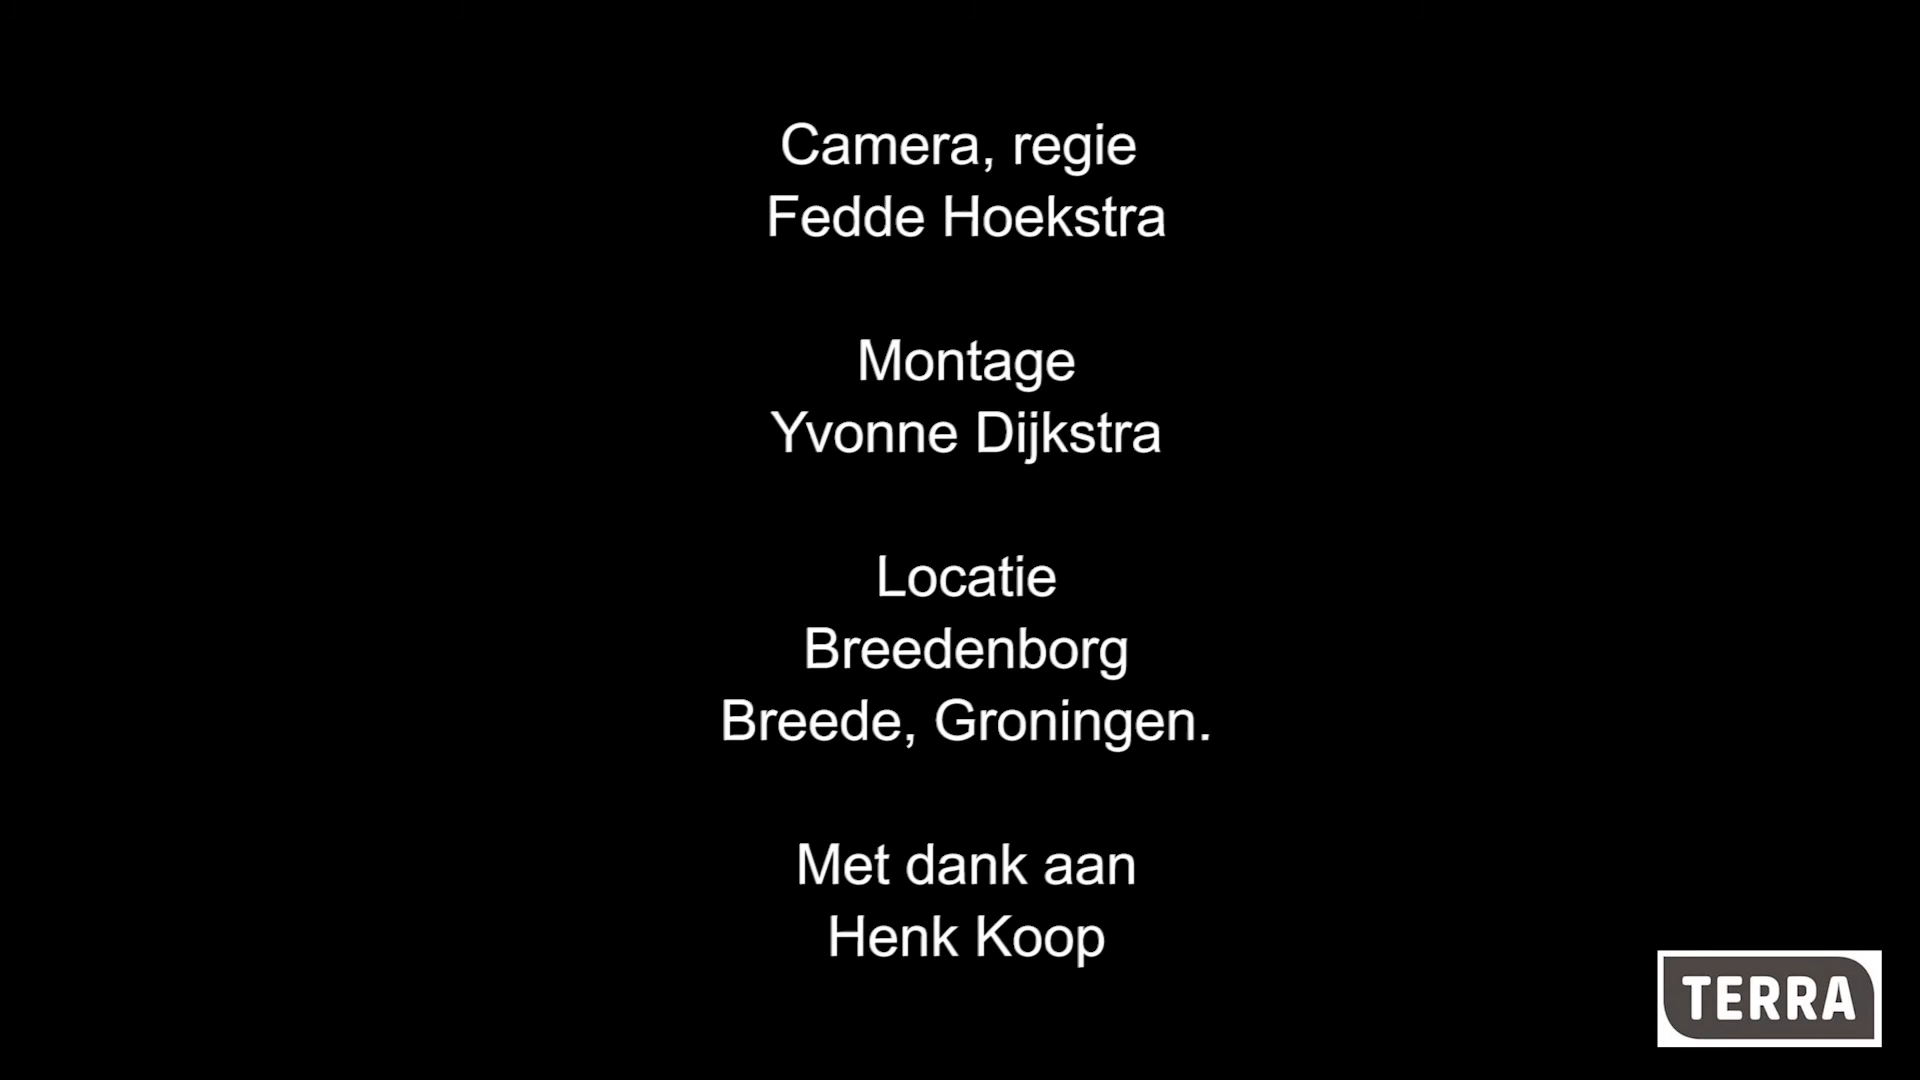 Camera, regie
Fedde Hoekstra
Montage
Yvonne Dijkstra
Locatie
Breedenborg
Breede, Groningen.
Met dank aan
Henk Koop
TERRA